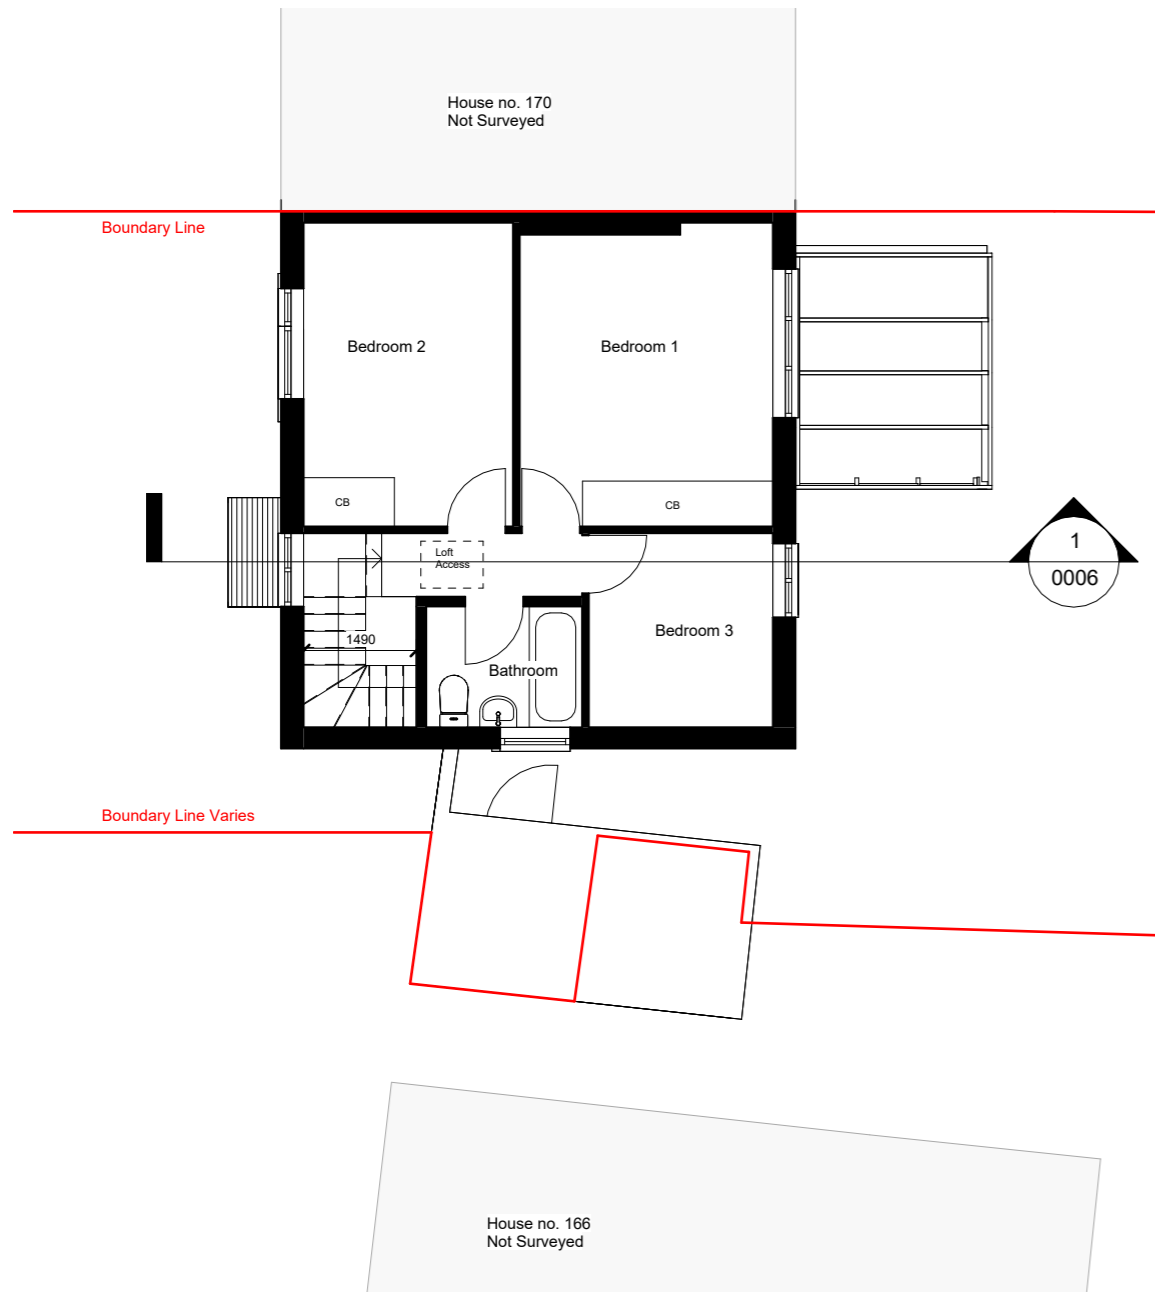 House no. 170
Not Surveyed
Boundary Line
Bedroom 2
Bedroom 1
CB
CB
Loft
Access
1
0006
1490
Bedroom 3
Bathroom
Boundary Line Varies
House no. 166
Not Surveyed